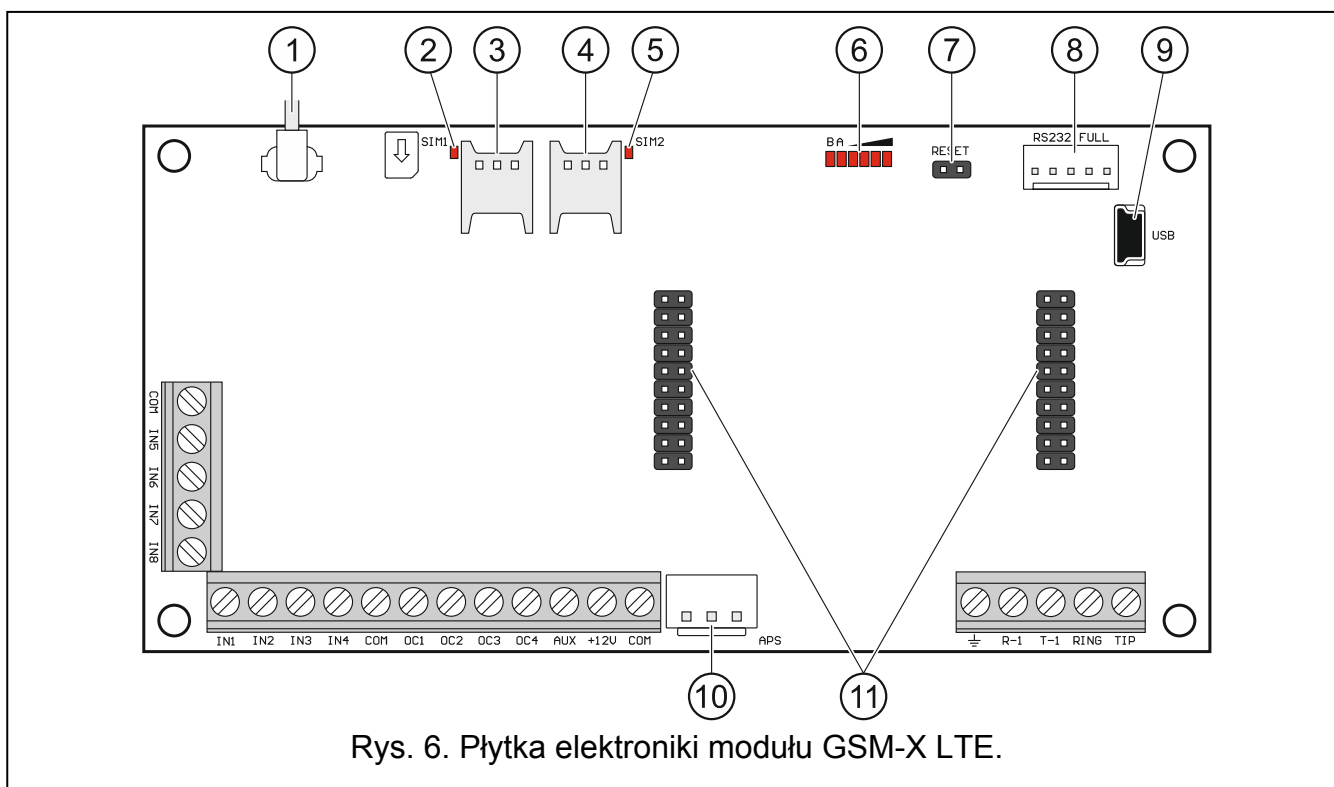 1 2 3 4 5 6 7 8 9
SIM1 SIM2 BA RESET RS232 FULL
USB
COM
IN5
IN6
IN7
IN8
IN1 IN2 IN3 IN4 COM OC1 OC2 OC3 OC4 AUX +12V COM APS R-1 T-1 RING TIP
10 11
Rys. 6. Płytka elektroniki modułu GSM-X LTE.